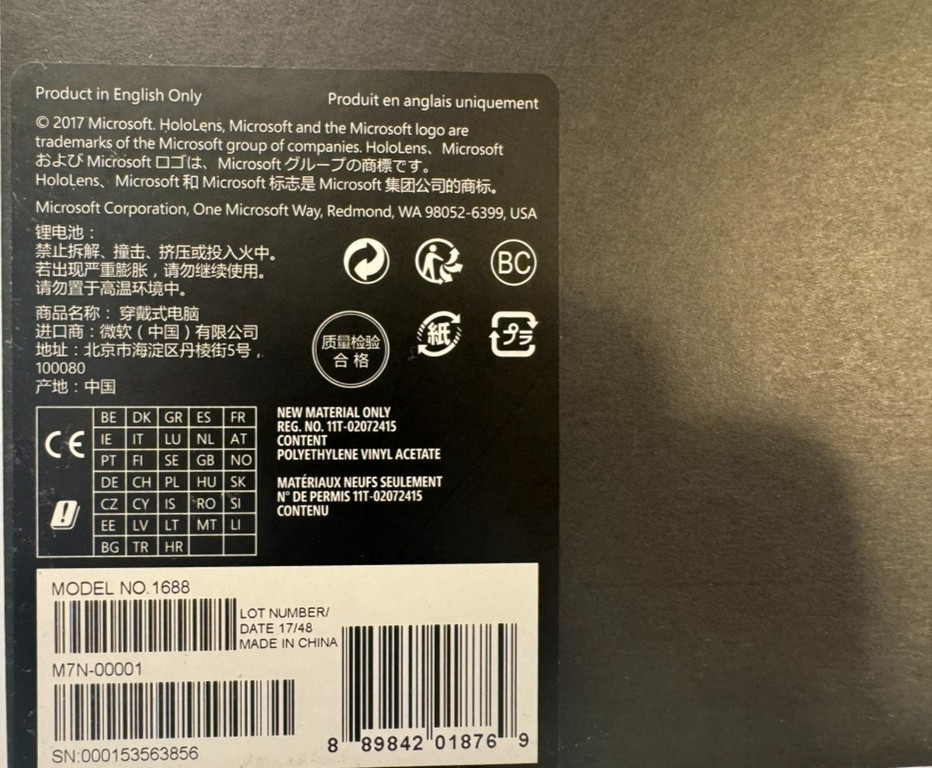 Product in English Only
Produit en anglais uniquement
© 2017 Microsoft. HoloLens, Microsoft and the Microsoft logo are
trademarks of the Microsoft group of companies. HoloLens、Microsoft
および Microsoft ロゴは、Microsoft グループの商標です。
HoloLens、Microsoft 和 Microsoft 标志是 Microsoft 集团公司的商标。
Microsoft Corporation, One Microsoft Way, Redmond, WA 98052-6399, USA
锂电池：
禁止拆解、撞击、挤压或投入火中。
若出现严重膨胀，请勿继续使用。
请勿置于高温环境中。
BC
商品名称： 穿戴式电脑
进口商：微软（中国）有限公司
地址：北京市海淀区丹棱街5号，
100080
产地：中国
质量检验
合格
紙
プラ
CE
BE DK GR ES FR
IE IT LU NL AT
PT FI SE GB NO
DE CH PL HU SK
CZ CY IS RO SI
EE LV LT MT LI
BG TR HR
NEW MATERIAL ONLY
REG. NO. 11T-02072415
CONTENT
POLYETHYLENE VINYL ACETATE
MATÉRIAUX NEUFS SEULEMENT
N° DE PERMIS 11T-02072415
CONTENU
MODEL NO.1688
LOT NUMBER/
DATE 17/48
MADE IN CHINA
M7N-00001
SN:000153563856
8 89842 01876 9